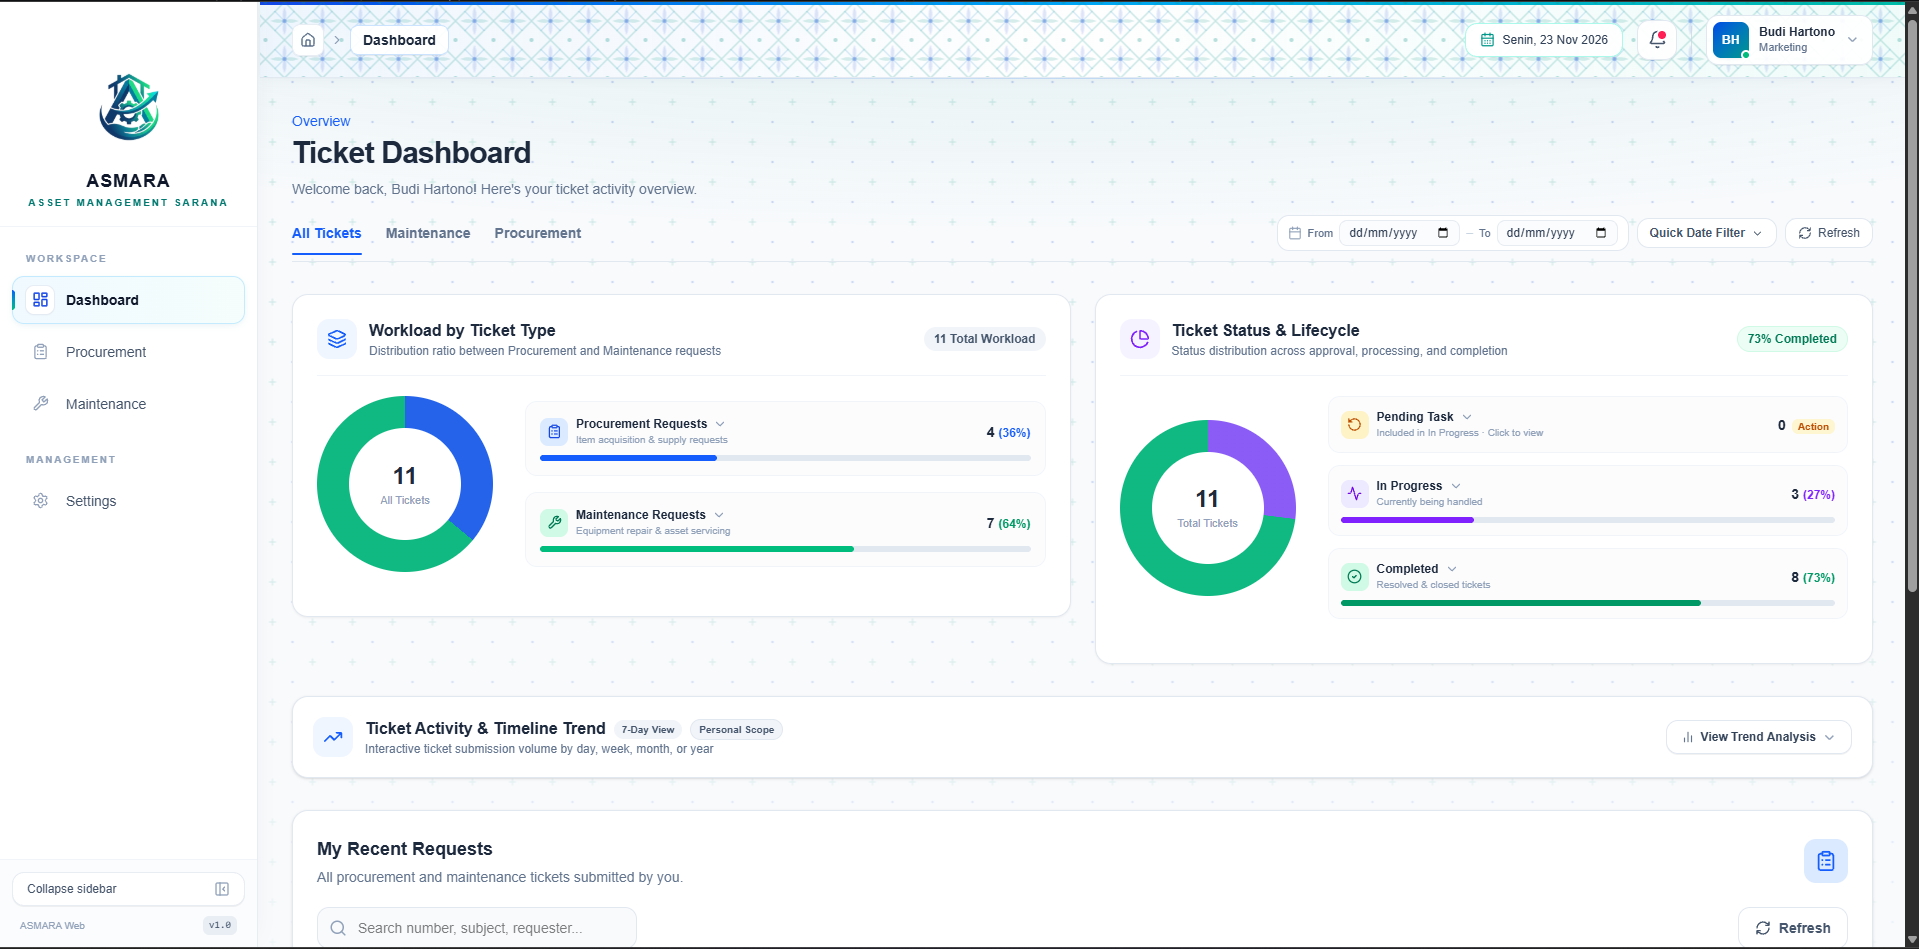 ASMARA
ASSET MANAGEMENT SARANA
WORKSPACE
Dashboard
Procurement
Maintenance
MANAGEMENT
Settings
Collapse sidebar
ASMARA Web
v1.0
Dashboard
Senin, 23 Nov 2026
BH
Budi Hartono
Marketing
Overview
Ticket Dashboard
Welcome back, Budi Hartono! Here's your ticket activity overview.
All Tickets
Maintenance
Procurement
From
dd/mm/yyyy
– To
dd/mm/yyyy
Quick Date Filter
Refresh
Workload by Ticket Type
Distribution ratio between Procurement and Maintenance requests
11 Total Workload
11
All Tickets
Procurement Requests
Item acquisition & supply requests
4 (36%)
Maintenance Requests
Equipment repair & asset servicing
7 (64%)
Ticket Status & Lifecycle
Status distribution across approval, processing, and completion
73% Completed
11
Total Tickets
Pending Task
Included in In Progress · Click to view
0 Action
In Progress
Currently being handled
3 (27%)
Completed
Resolved & closed tickets
8 (73%)
Ticket Activity & Timeline Trend
7-Day View
Personal Scope
Interactive ticket submission volume by day, week, month, or year
View Trend Analysis
My Recent Requests
All procurement and maintenance tickets submitted by you.
Search number, subject, requester...
Refresh